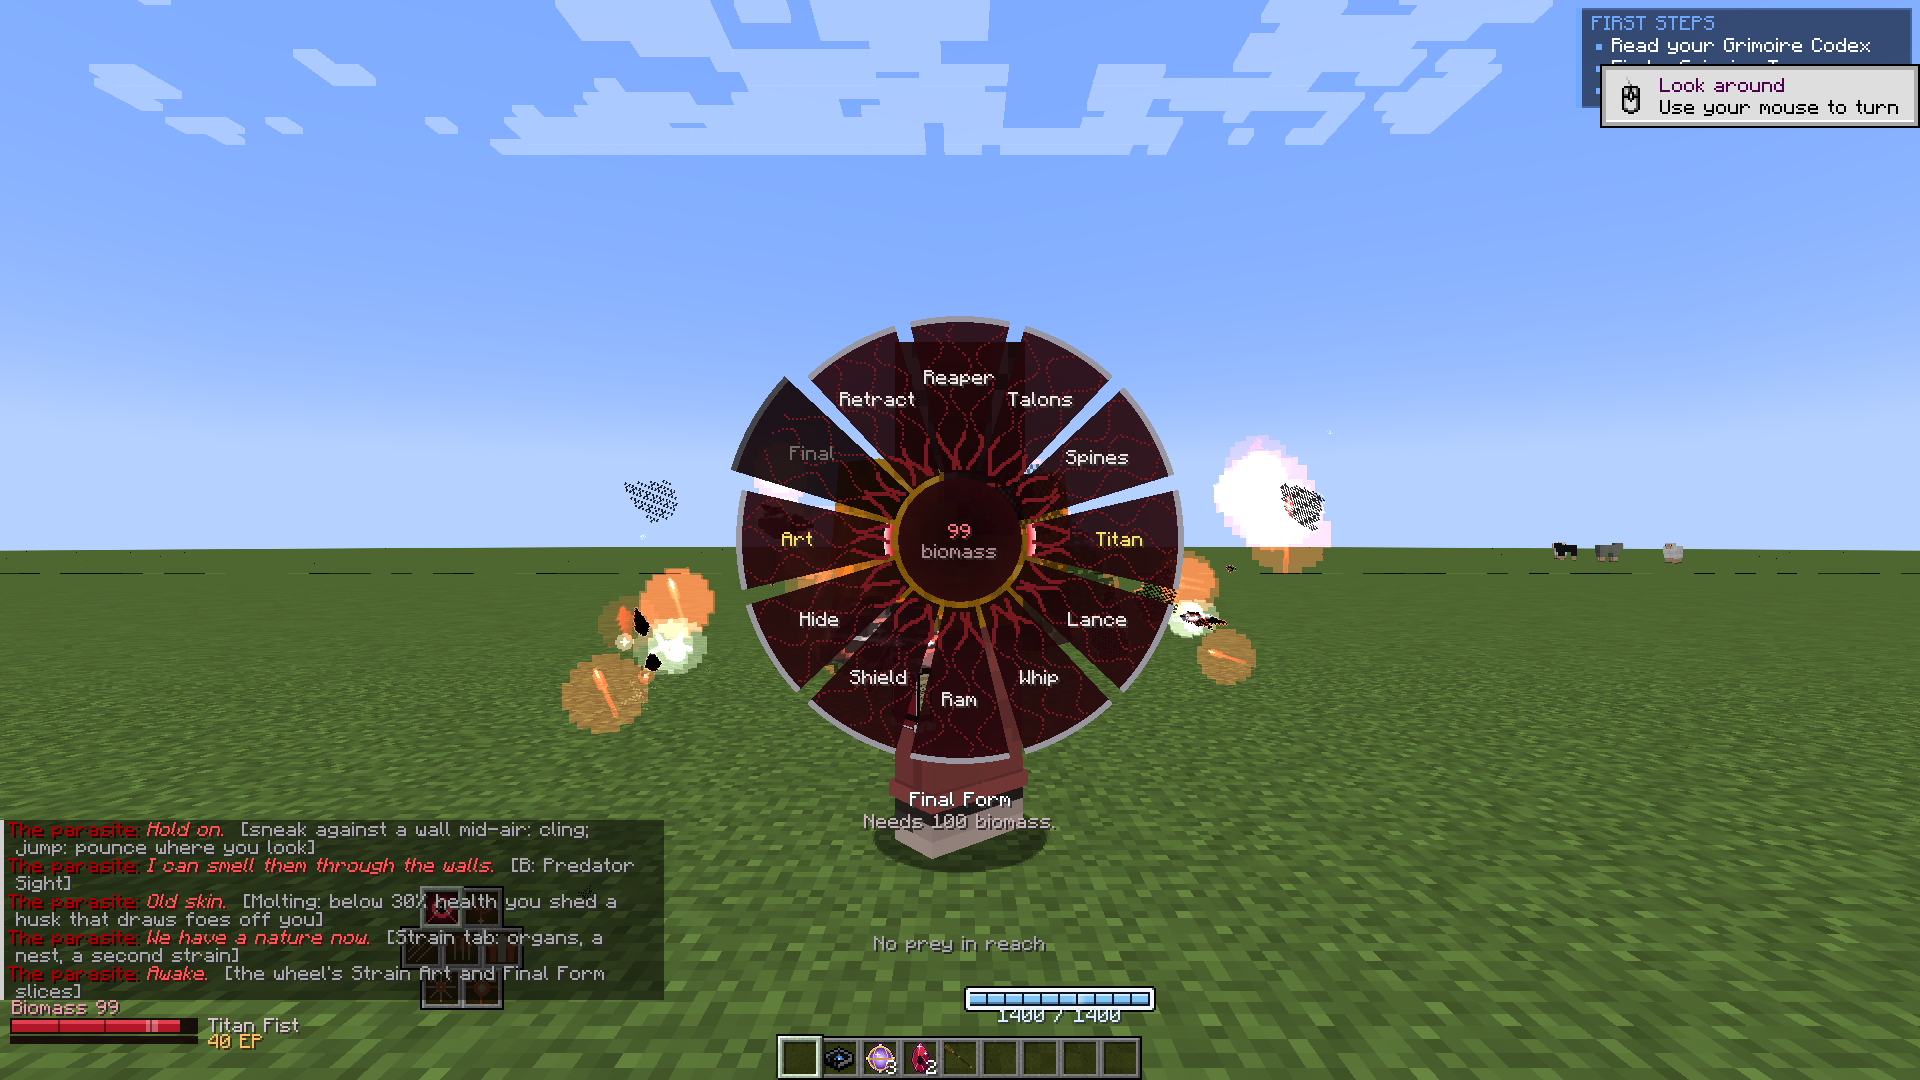 FIRST STEPS
Read your Grimoire Codex
Look around
Use your mouse to turn
Reaper
Retract
Talons
Final
Spines
Art
99
biomass
Titan
Hide
Lance
Shield
Whip
Ram
Final Form
Needs 100 biomass.
The parasite: Hold on. [sneak against a wall mid-air: cling;
jump: pounce where you look]
The parasite: I can smell them through the walls. [B: Predator
Sight]
The parasite: Old skin. [Molting: below 30% health you shed a
husk that draws foes off you]
The parasite: We have a nature now. [Strain tab: organs, a
nest, a second strain]
The parasite: Awake. [the wheel's Strain Art and Final Form
slices]
No prey in reach
Biomass 99
Titan Fist
40 EP
1400 / 1400
3
2